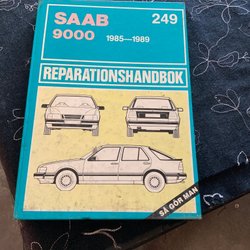 SAAB 249
9000 1985—1989
REPARATIONSHANDBOK
SÅ GÖR MAN